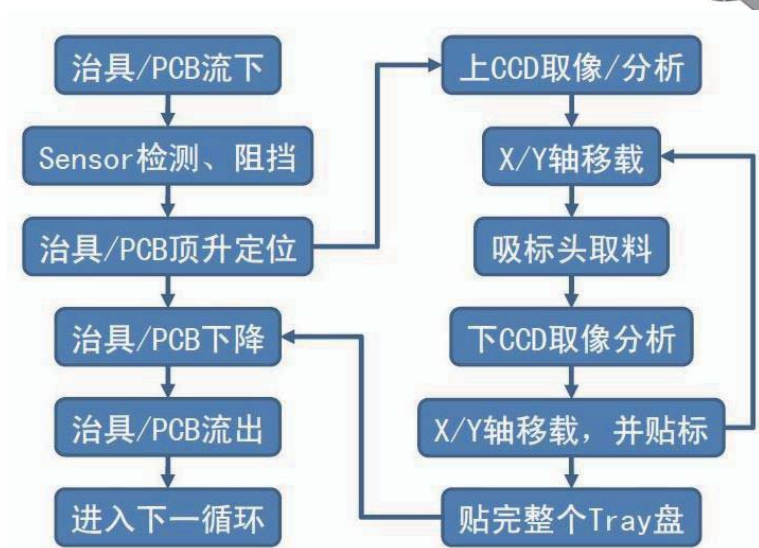 治具/PCB流下
Sensor检测、阻挡
治具/PCB顶升定位
治具/PCB下降
治具/PCB流出
进入下一循环
上CCD取像/分析
X/Y轴移载
吸标头取料
下CCD取像分析
X/Y轴移载，并贴标
贴完整个Tray盘